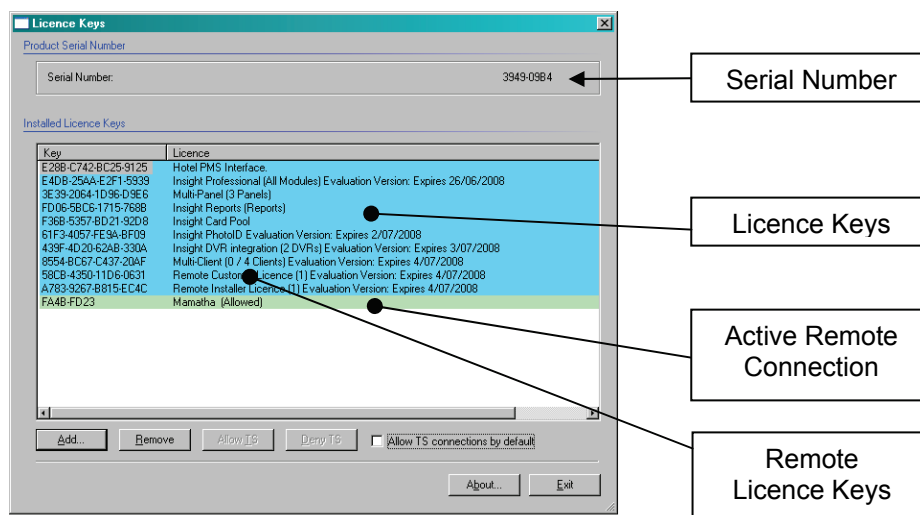 Licence Keys
Product Serial Number
Serial Number: 3949-09B4
Serial Number
Installed Licence Keys
Key Licence
E28B-C742-BC25-9125 Hotel PMS Interface.
E4DB-25AA-E2F1-5939 Insight Professional (All Modules) Evaluation Version: Expires 26/06/2008
3E39-2064-1D96-D9E6 Multi-Panel (3 Panels)
FD06-5BC6-1715-768B Insight Reports (Reports)
F36B-5357-BD21-92D8 Insight Card Pool
Licence Keys
61F3-4057-FE9A-BF09 Insight PhotoID Evaluation Version: Expires 2/07/2008
439F-4D20-62AB-330A Insight DVR integration (2 DVRs) Evaluation Version: Expires 3/07/2008
8554-BC67-C437-20AF Multi-Client (0 / 4 Clients) Evaluation Version: Expires 4/07/2008
58CB-4350-11D6-0631 Remote Licence (1) Evaluation Version: Expires 4/07/2008
A783-9267-B815-EC4C Remote Installer Licence (1) Evaluation Version: Expires 4/07/2008
FA4B-FD23 Mamatha (Allowed)
Active Remote
Connection
Add... Remove Allow TS Deny TS Allow TS connections by default
Remote
Licence Keys
About... Exit